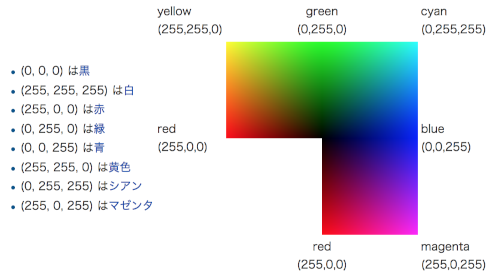 (0, 0, 0) は黒
(255, 255, 255) は白
(255, 0, 0) は赤
(0, 255, 0) は緑
(0, 0, 255) は青
(255, 255, 0) は黄色
(0, 255, 255) はシアン
(255, 0, 255) はマゼンタ
yellow
(255,255,0)
green
(0,255,0)
cyan
(0,255,255)
red
(255,0,0)
blue
(0,0,255)
red
(255,0,0)
magenta
(255,0,255)